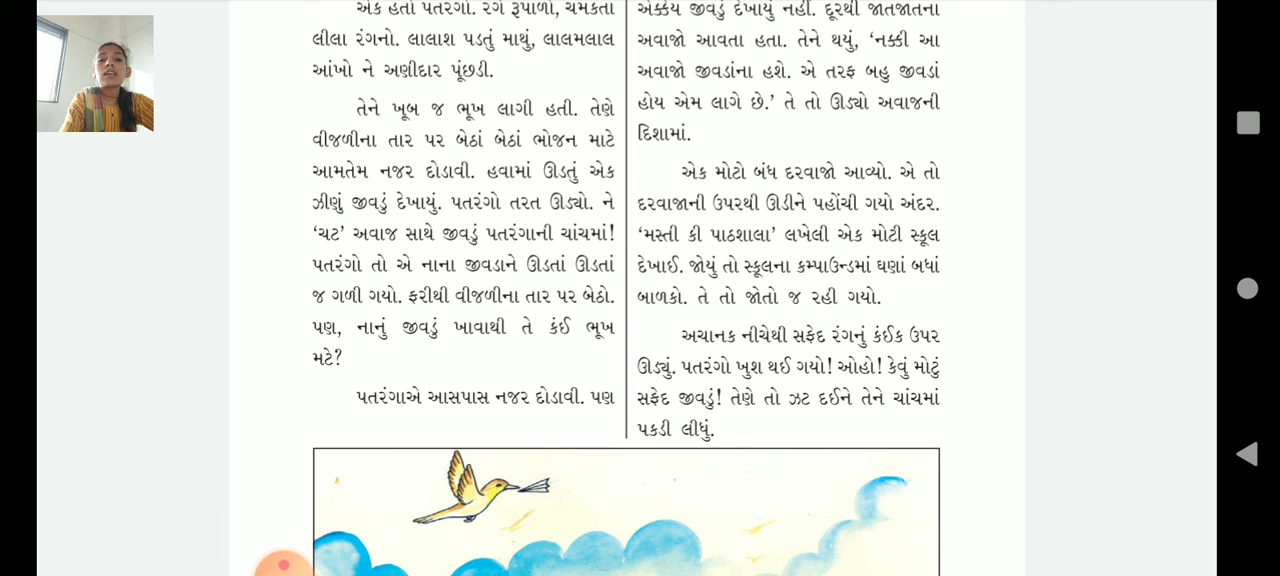 એક હતો પતરંગો. રંગે રૂપાળો, ચમકતા
લીલા રંગનો. લાલાશ પડતું માથું, લાલમલાલ
આંખો ને અણીદાર પૂંછડી.
તેને ખૂબ જ ભૂખ લાગી હતી. તેણે
વીજળીના તાર પર બેઠાં બેઠાં ભોજન માટે
આમતેમ નજર દોડાવી. હવામાં ઊડતું એક
ઝીણું જીવડું દેખાયું. પતરંગો તરત ઊડ્યો. ને
‘ચટ’ અવાજ સાથે જીવડું પતરંગાની ચાંચમાં!
પતરંગો તો એ નાના જીવડાને ઊડતાં ઊડતાં
જ ગળી ગયો. ફરીથી વીજળીના તાર પર બેઠો.
પણ, નાનું જીવડું ખાવાથી તે કંઈ ભૂખ
મટે?
પતરંગાએ આસપાસ નજર દોડાવી. પણ
એક્કેય જીવડું દેખાયું નહીં. દૂરથી જાતજાતના
અવાજો આવતા હતા. તેને થયું, ‘નક્કી આ
અવાજો જીવડાંના હશે. એ તરફ બહુ જીવડાં
હોય એમ લાગે છે.’ તે તો ઊડ્યો અવાજની
દિશામાં.
એક મોટો બંધ દરવાજો આવ્યો. એ તો
દરવાજાની ઉપરથી ઊડીને પહોંચી ગયો અંદર.
‘મસ્તી કી પાઠશાલા’ લખેલી એક મોટી સ્કૂલ
દેખાઈ. જોયું તો સ્કૂલના કમ્પાઉન્ડમાં ઘણાં બધાં
બાળકો. તે તો જોતો જ રહી ગયો.
અચાનક નીચેથી સફેદ રંગનું કંઈક ઉપર
ઊડ્યું. પતરંગો ખુશ થઈ ગયો! ઓહો! કેવું મોટું
સફેદ જીવડું! તેણે તો ઝટ દઈને તેને ચાંચમાં
પકડી લીધું.